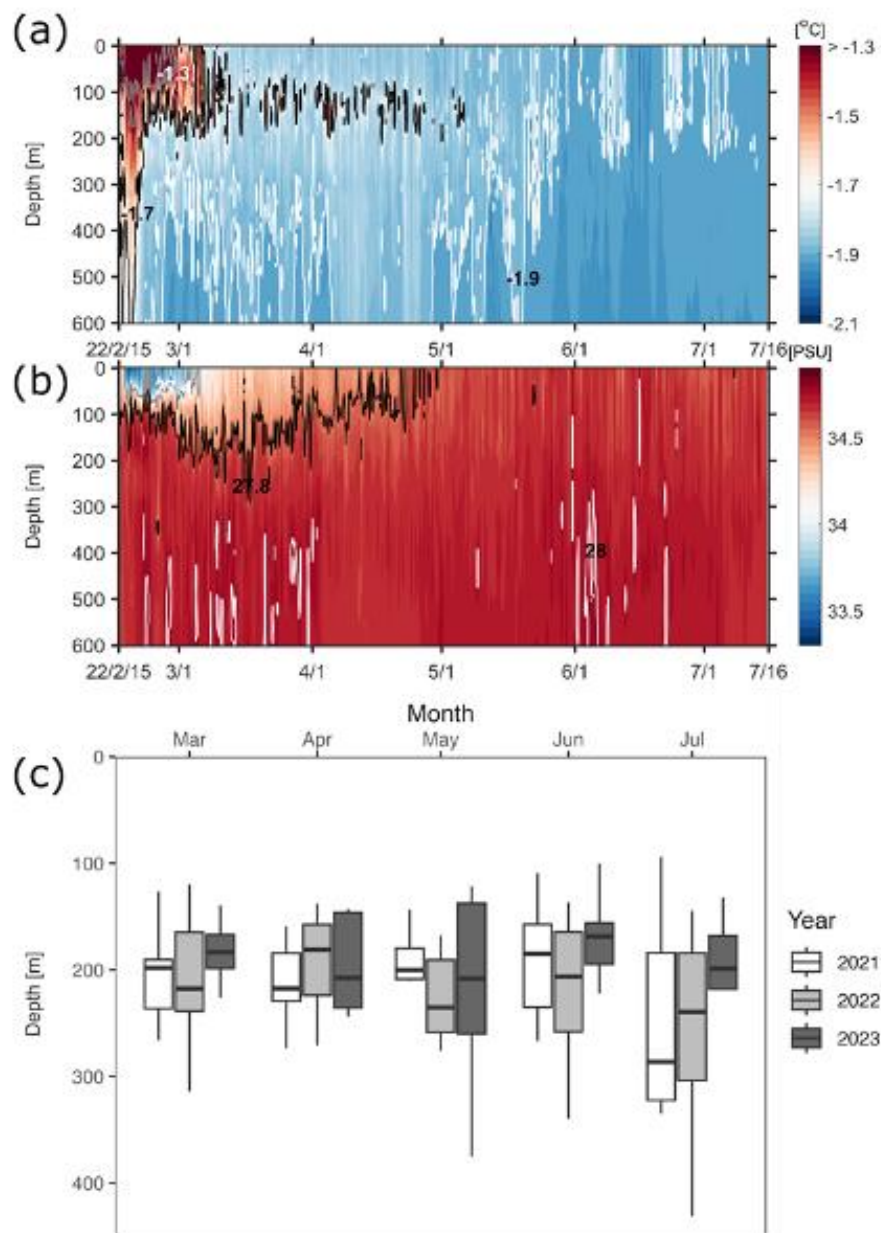 (a)
[°C]
0
100
200
300
400
500
600
Depth [m]
-1.3
-1.7
-1.9
> -1.3
-1.5
-1.7
-1.9
-2.1
22/2/15 3/1 4/1 5/1 6/1 7/1 7/16
(b)
[PSU]
0
100
200
300
400
500
600
Depth [m]
27.8
28
34.5
34
33.5
22/2/15 3/1 4/1 5/1 6/1 7/1 7/16
Month
Mar Apr May Jun Jul
(c)
0
100
200
300
400
Depth [m]
Year
2021
2022
2023